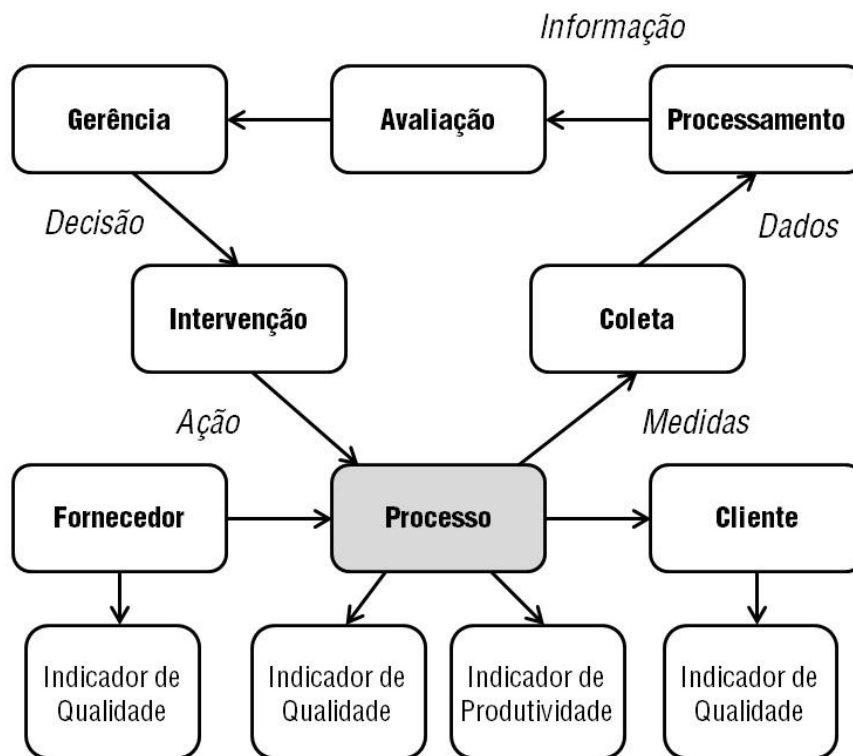 Informação
Gerência
Avaliação
Processamento
Decisão
Dados
Intervenção
Coleta
Ação
Medidas
Fornecedor
Processo
Cliente
Indicador de
Qualidade
Indicador de
Qualidade
Indicador de
Produtividade
Indicador de
Qualidade